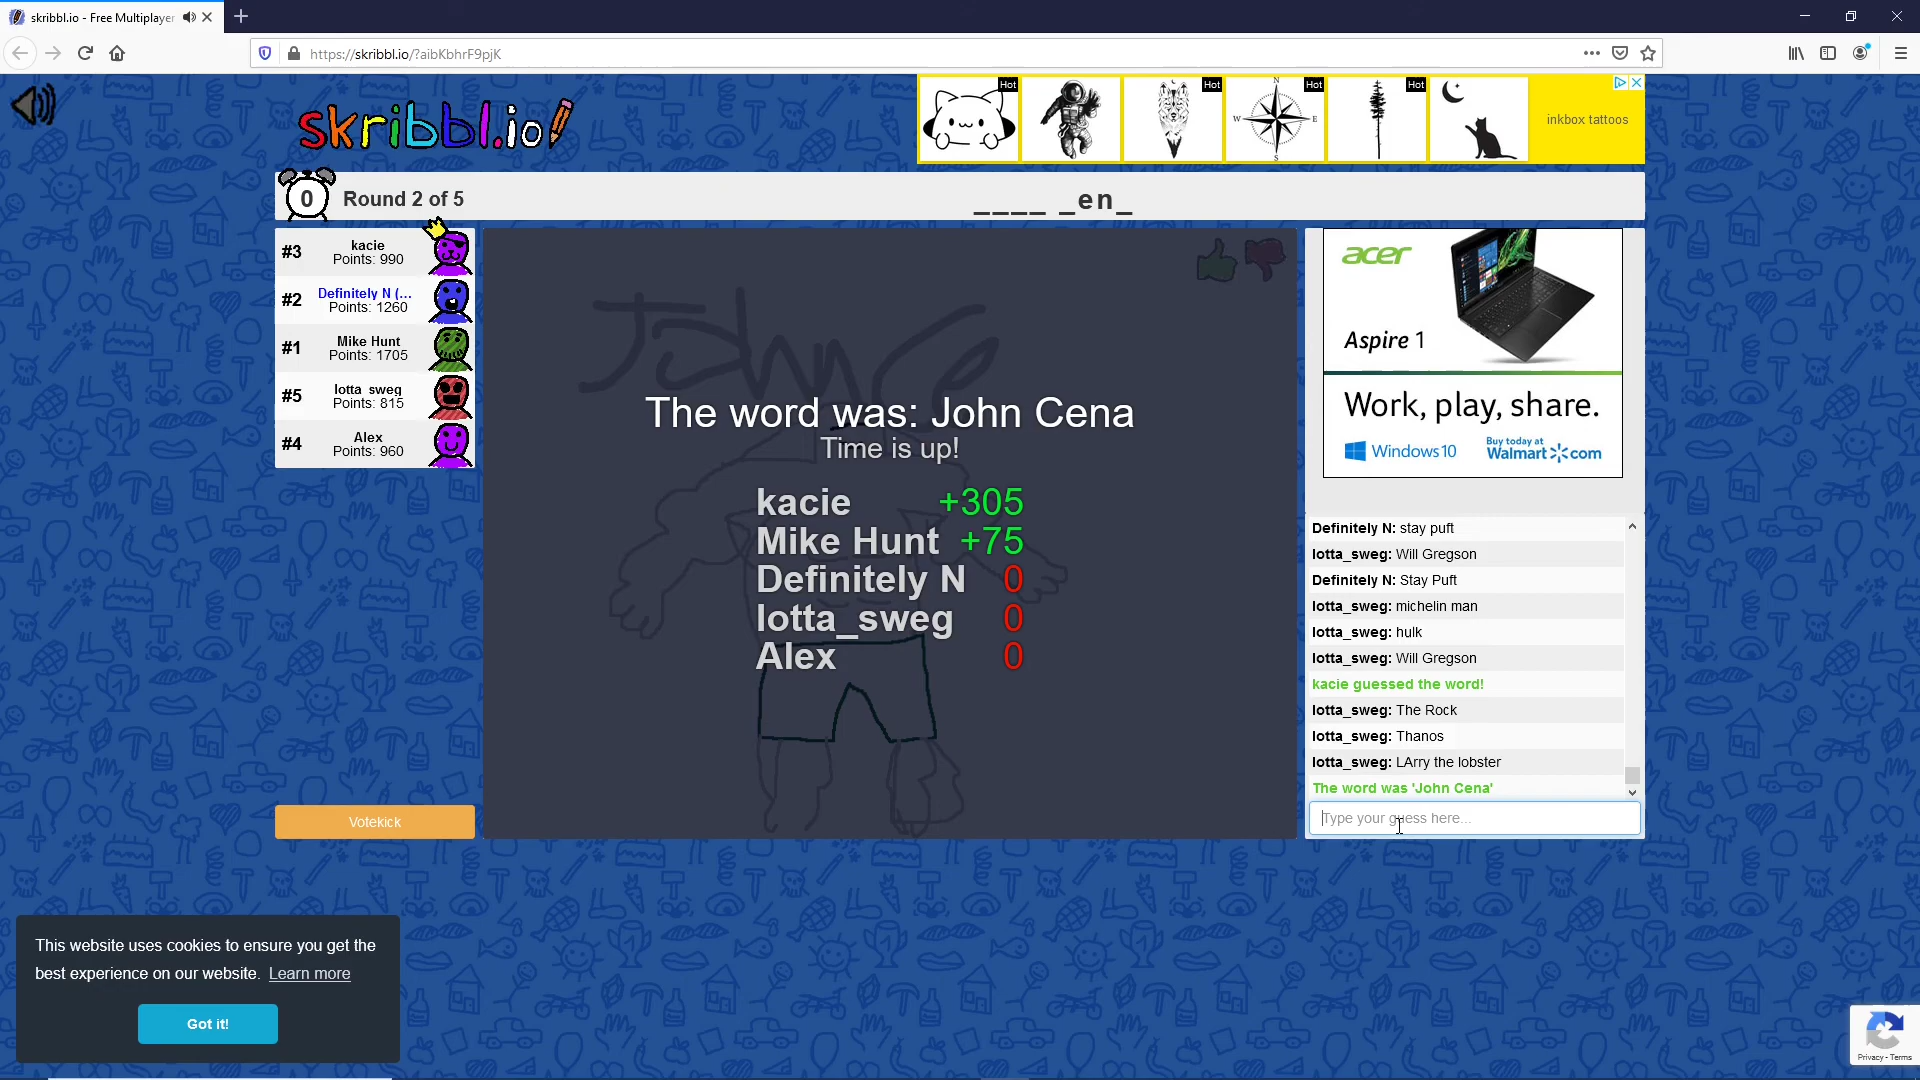 skribbl.io - Free Multiplayer
https://skribbl.io/?aibKbhrF9pjK
skribbl.io
Hot
Hot
N
W E
S
Hot
Hot
inkbox tattoos
0
Round 2 of 5
____ _en_
#3 kacie
Points: 990
#2 Definitely N (...
Points: 1260
#1 Mike Hunt
Points: 1705
#5 lotta_sweg
Points: 815
#4 Alex
Points: 960
Votekick
John Ce
The word was: John Cena
Time is up!
kacie +305
Mike Hunt +75
Definitely N 0
lotta_sweg 0
Alex 0
acer
Aspire 1
Work, play, share.
Windows10
Buy today at
Walmart.com
Definitely N: stay puft
lotta_sweg: Will Gregson
Definitely N: Stay Puft
lotta_sweg: michelin man
lotta_sweg: hulk
lotta_sweg: Will Gregson
kacie guessed the word!
lotta_sweg: The Rock
lotta_sweg: Thanos
lotta_sweg: LArry the lobster
The word was 'John Cena'
Type your guess here...
This website uses cookies to ensure you get the
best experience on our website. Learn more
Got it!
Privacy - Terms